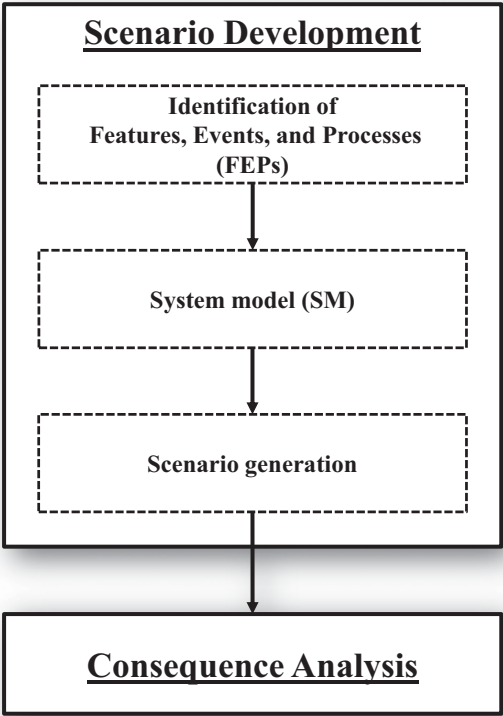 Scenario Development
Identification of
Features, Events, and Processes
(FEPs)
System model (SM)
Scenario generation
Consequence Analysis